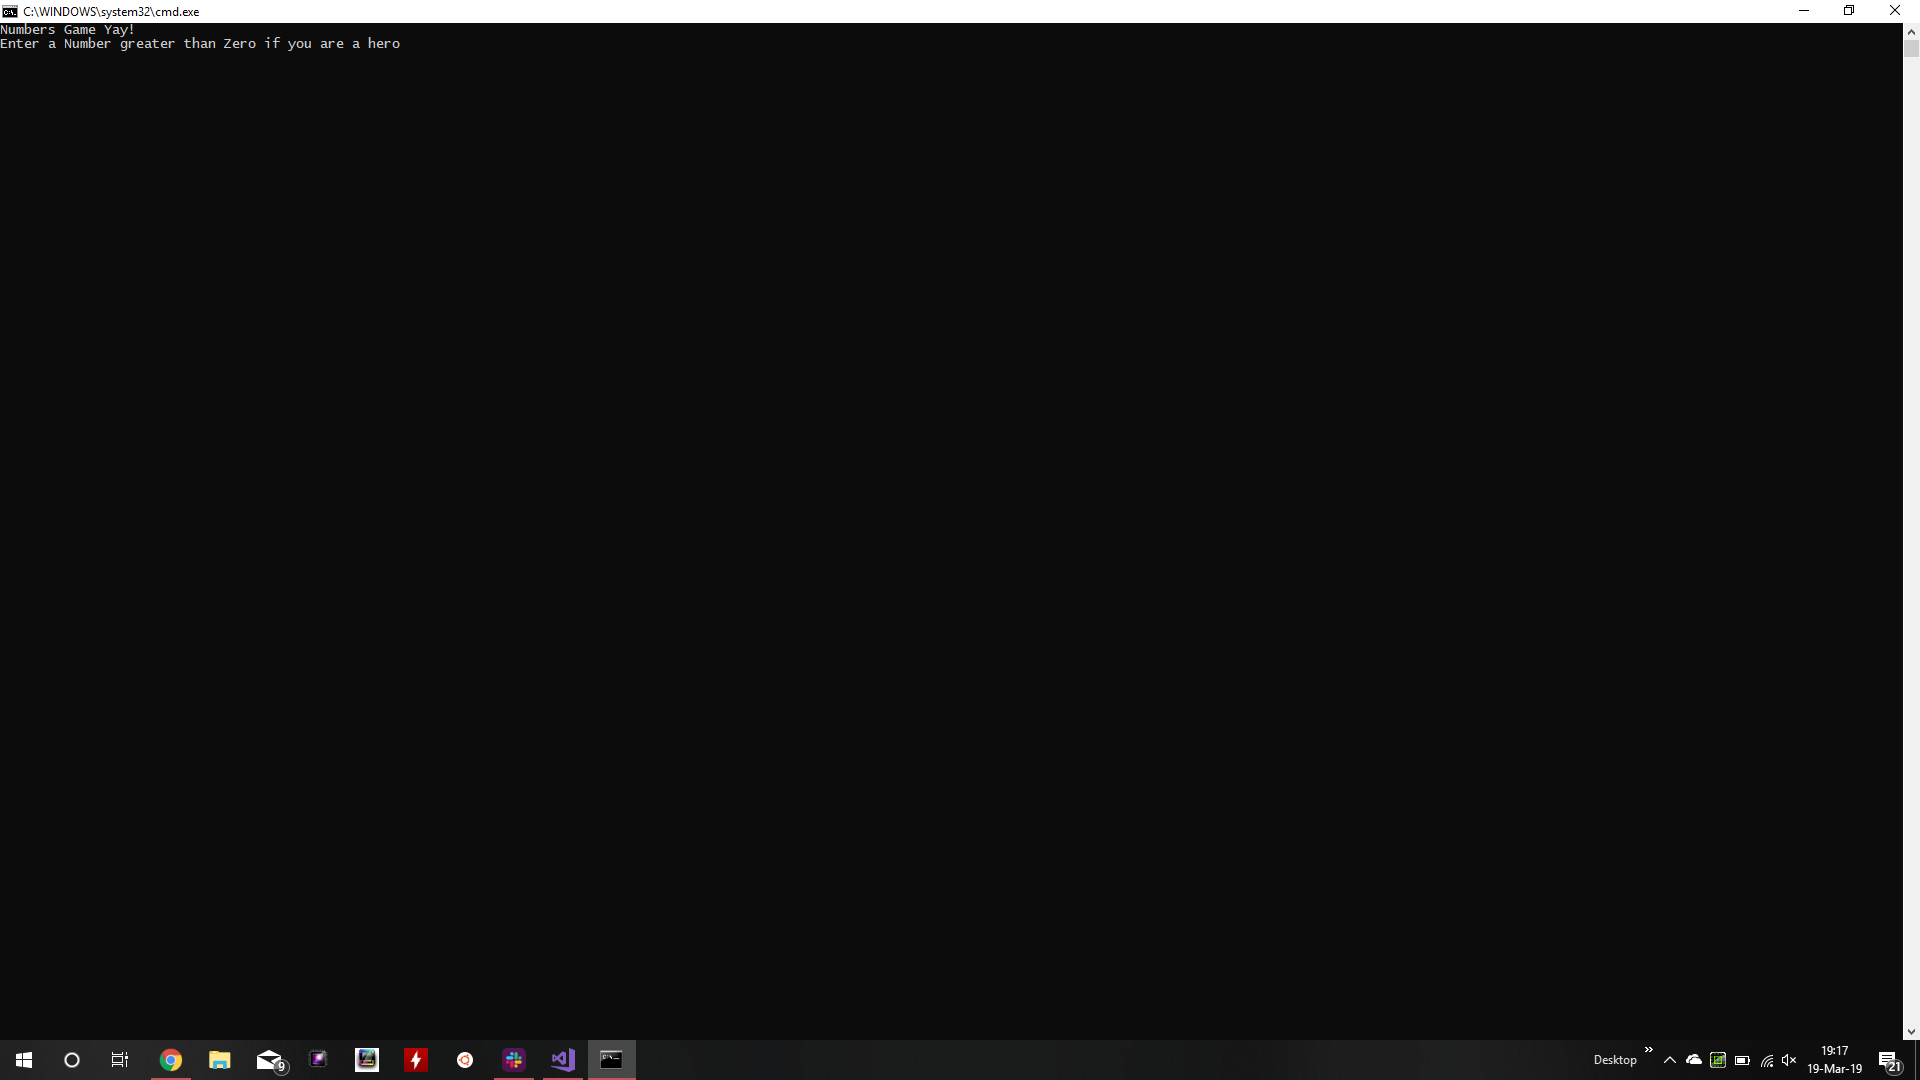 C:\WINDOWS\system32\cmd.exe
Numbers Game Yay!
Enter a Number greater than Zero if you are a hero
9
Desktop
19:17
19-Mar-19
21